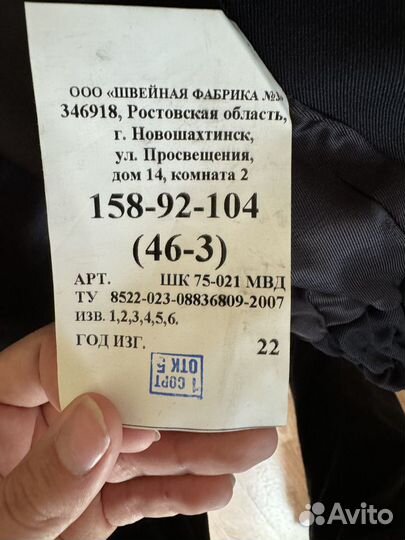 ООО «ШВЕЙНАЯ ФАБРИКА №3»
346918, Ростовская область,
г. Новошахтинск,
ул. Просвещения,
дом 14, комната 2
158-92-104
(46-3)
АРТ. ШК 75-021 МВД
ТУ 8522-023-08836809-2007
ИЗВ. 1,2,3,4,5,6.
ГОД ИЗГ. 22
1 СОРТ
ОТК 5
Avito